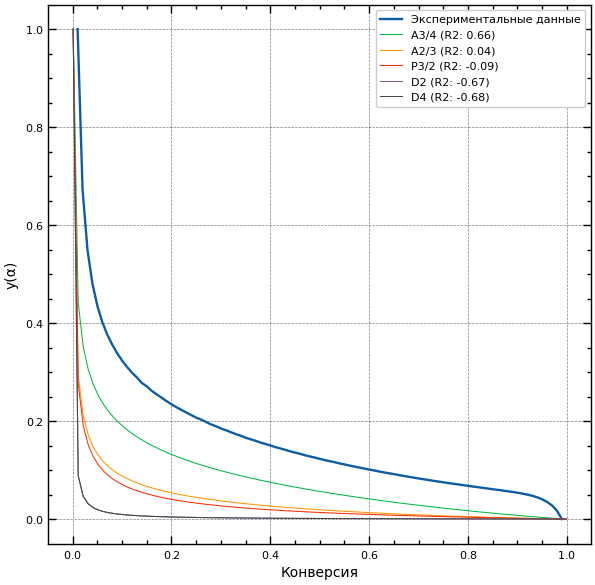 Экспериментальные данные
A3/4 (R2: 0.66)
A2/3 (R2: 0.04)
P3/2 (R2: -0.09)
D2 (R2: -0.67)
D4 (R2: -0.68)
1.0
0.8
0.6
0.4
0.2
0.0
y(α)
0.0 0.2 0.4 0.6 0.8 1.0
Конверсия